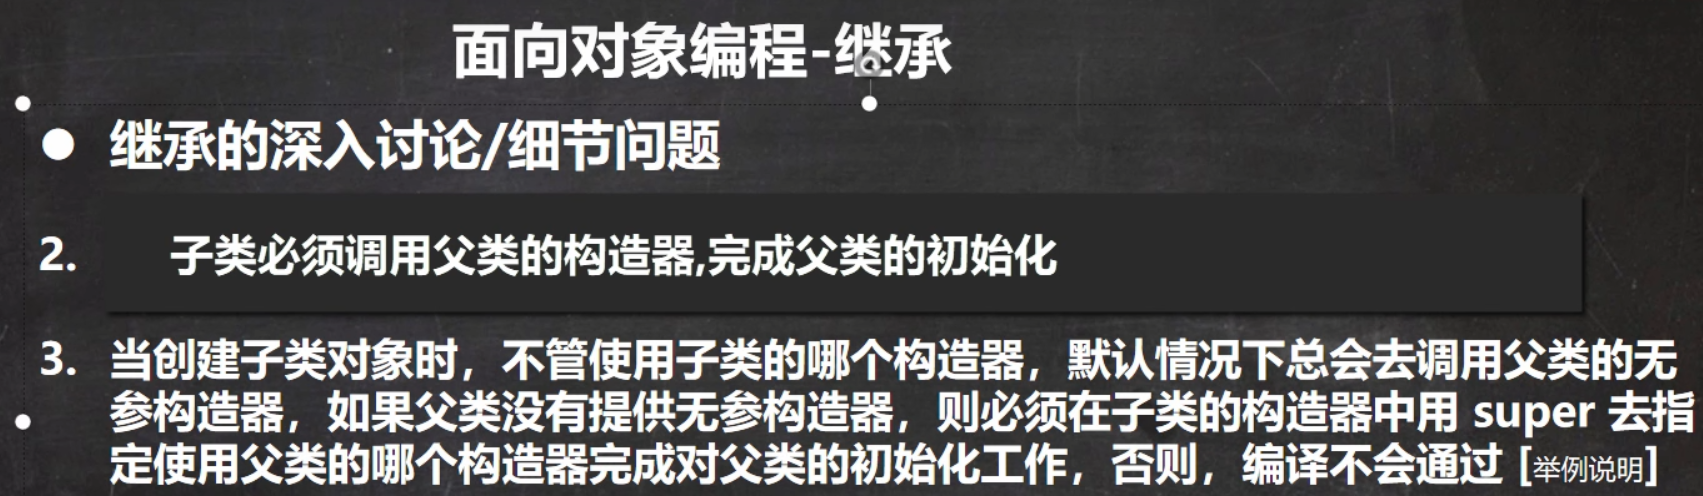 面向对象编程-继承
● 继承的深入讨论/细节问题
2. 子类必须调用父类的构造器,完成父类的初始化
3. 当创建子类对象时，不管使用子类的哪个构造器，默认情况下总会去调用父类的无
参构造器，如果父类没有提供无参构造器，则必须在子类的构造器中用 super 去指
定使用父类的哪个构造器完成对父类的初始化工作，否则，编译不会通过 [举例说明]